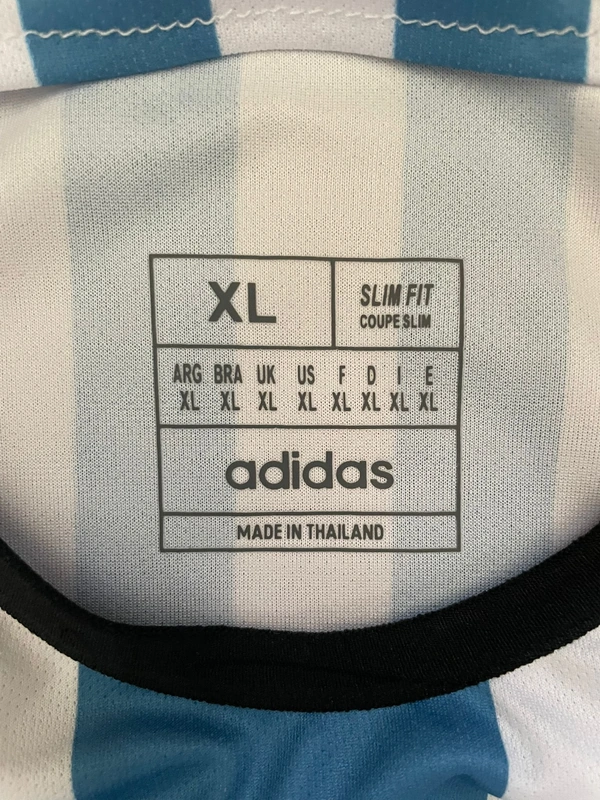 XL
SLIM FIT
COUPE SLIM
ARG BRA UK US F D I E
XL XL XL XL XL XL XL XL
adidas
MADE IN THAILAND